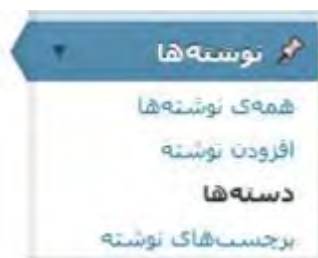 نوشته‌ها
همه‌ی نوشته‌ها
افزودن نوشته
دسته‌ها
برچسب‌های نوشته